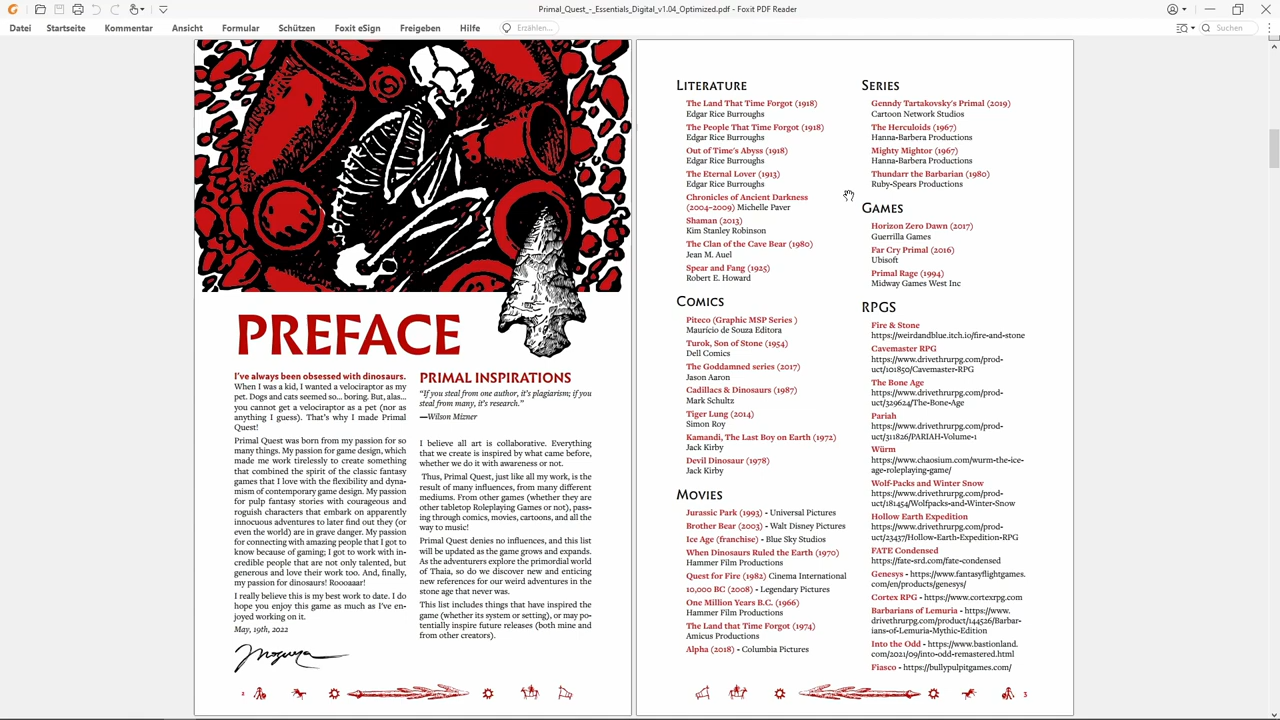 Primal_Quest_-_Essentials_Digital_v1.04_Optimized.pdf - Foxit PDF Reader
Datei Startseite Kommentar Ansicht Formular Schützen Foxit eSign Freigeben Hilfe Erzählen... Suchen
PREFACE
I've always been obsessed with dinosaurs.
When I was a kid, I wanted a velociraptor as my
pet. Dogs and cats seemed so... boring. But, alas...
you cannot get a velociraptor as a pet (nor as
anything I guess). That's why I made Primal
Quest!
Primal Quest was born from my passion for so
many things. My passion for game design, which
made me work tirelessly to create something
that combined the spirit of the classic fantasy
games that I love with the flexibility and dyna-
mism of contemporary game design. My passion
for pulp fantasy stories with courageous and
roguish characters that embark on apparently
innocuous adventures to later find out they (or
even the world) are in grave danger. My passion
for connecting with amazing people that I got to
know because of gaming; I got to work with in-
credible people that are not only talented, but
generous and love their work too. And, finally,
my passion for dinosaurs! Roooaaar!
I really believe this is my best work to date. I do
hope you enjoy this game as much as I've en-
joyed working on it.
May, 19th, 2022
2
PRIMAL INSPIRATIONS
"If you steal from one author, it's plagiarism; if you
steal from many, it's research."
—Wilson Mizner
I believe all art is collaborative. Everything
that we create is inspired by what came before,
whether we do it with awareness or not.
Thus, Primal Quest, just like all my work, is the
result of many influences, from many different
mediums. From other games (whether they are
other tabletop Roleplaying Games or not), pass-
ing through comics, movies, cartoons, and all the
way to music!
Primal Quest denies no influences, and this list
will be updated as the game grows and expands.
As the adventurers explore the primordial world
of Thaia, so do we discover new and enticing
new references for our weird adventures in the
stone age that never was.
This list includes things that have inspired the
game (whether its system or setting), or may po-
tentially inspire future releases (both mine and
from other creators).
LITERATURE
The Land That Time Forgot (1918)
Edgar Rice Burroughs
The People That Time Forgot (1918)
Edgar Rice Burroughs
Out of Time's Abyss (1918)
Edgar Rice Burroughs
The Eternal Lover (1913)
Edgar Rice Burroughs
Chronicles of Ancient Darkness
(2004-2009) Michelle Paver
Shaman (2013)
Kim Stanley Robinson
The Clan of the Cave Bear (1980)
Jean M. Auel
Spear and Fang (1925)
Robert E. Howard
COMICS
Piteco (Graphic MSP Series )
Maurício de Souza Editora
Turok, Son of Stone (1954)
Dell Comics
The Goddamned series (2017)
Jason Aaron
Cadillacs & Dinosaurs (1987)
Mark Schultz
Tiger Lung (2014)
Simon Roy
Kamandi, The Last Boy on Earth (1972)
Jack Kirby
Devil Dinosaur (1978)
Jack Kirby
MOVIES
Jurassic Park (1993) - Universal Pictures
Brother Bear (2003) - Walt Disney Pictures
Ice Age (franchise) - Blue Sky Studios
When Dinosaurs Ruled the Earth (1970)
Hammer Film Productions
Quest for Fire (1982) Cinema International
10,000 BC (2008) - Legendary Pictures
One Million Years B.C. (1966)
Hammer Film Productions
The Land that Time Forgot (1974)
Amicus Productions
Alpha (2018) - Columbia Pictures
SERIES
Genndy Tartakovsky's Primal (2019)
Cartoon Network Studios
The Herculoids (1967)
Hanna-Barbera Productions
Mighty Mightor (1967)
Hanna-Barbera Productions
Thundarr the Barbarian (1980)
Ruby-Spears Productions
GAMES
Horizon Zero Dawn (2017)
Guerrilla Games
Far Cry Primal (2016)
Ubisoft
Primal Rage (1994)
Midway Games West Inc
RPGS
Fire & Stone
https://weirdandblue.itch.io/fire-and-stone
Cavemaster RPG
https://www.drivethrurpg.com/prod-
uct/101850/Cavemaster-RPG
The Bone Age
https://www.drivethrurpg.com/prod-
uct/329624/The-Bone-Age
Pariah
https://www.drivethrurpg.com/prod-
uct/311826/PARIAH-Volume-1
Würm
https://www.chaosium.com/wurm-the-ice-
age-roleplaying-game/
Wolf-Packs and Winter Snow
https://www.drivethrurpg.com/prod-
uct/181454/Wolfpacks-and-Winter-Snow
Hollow Earth Expedition
https://www.drivethrurpg.com/prod-
uct/23437/Hollow-Earth-Expedition-RPG
FATE Condensed
https://fate-srd.com/fate-condensed
Genesys - https://www.fantasyflightgames.
com/en/products/genesys/
Cortex RPG - https://www.cortexrpg.com
Barbarians of Lemuria - https://www.
drivethrurpg.com/product/144526/Barbar-
ians-of-Lemuria-Mythic-Edition
Into the Odd - https://www.bastionland.
com/2021/09/into-odd-remastered.html
Fiasco - https://bullypulpitgames.com/
3